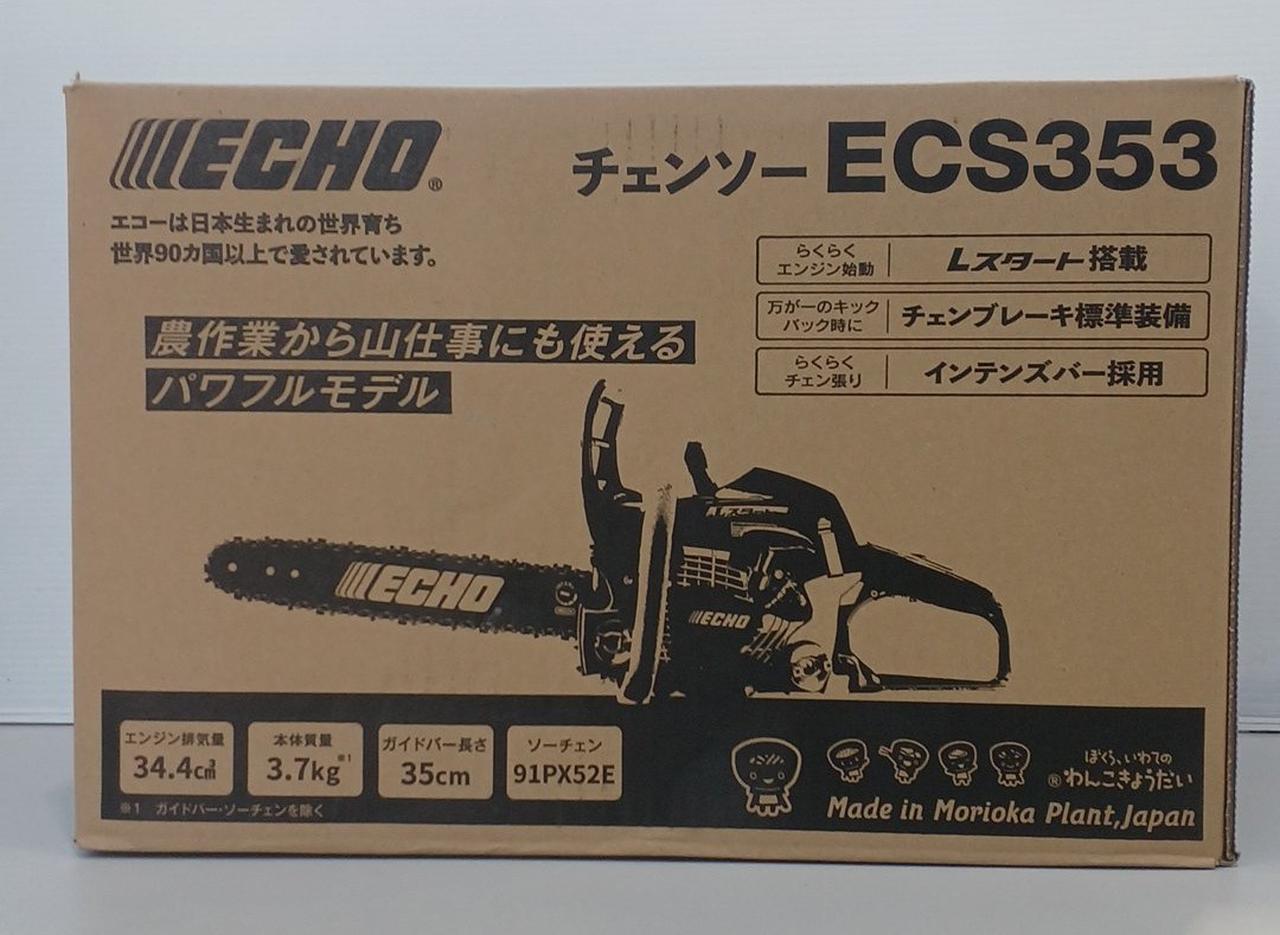 ECHO®
チェンソー ECS353
エコーは日本生まれの世界育ち
世界90カ国以上で愛されています。
らくらく
エンジン始動
Lスタート搭載
万が一のキック
バック時に
チェンブレーキ標準装備
らくらく
チェン張り
インテンズバー採用
農作業から山仕事にも使える
パワフルモデル
ECHO
ECHO
エンジン排気量
34.4cm³
本体質量
3.7kg※1
ガイドバー長さ
35cm
ソーチェン
91PX52E
※1 ガイドバー・ソーチェンを除く
ぼくら、いわての
®わんこきょうだい
Made in Morioka Plant,Japan